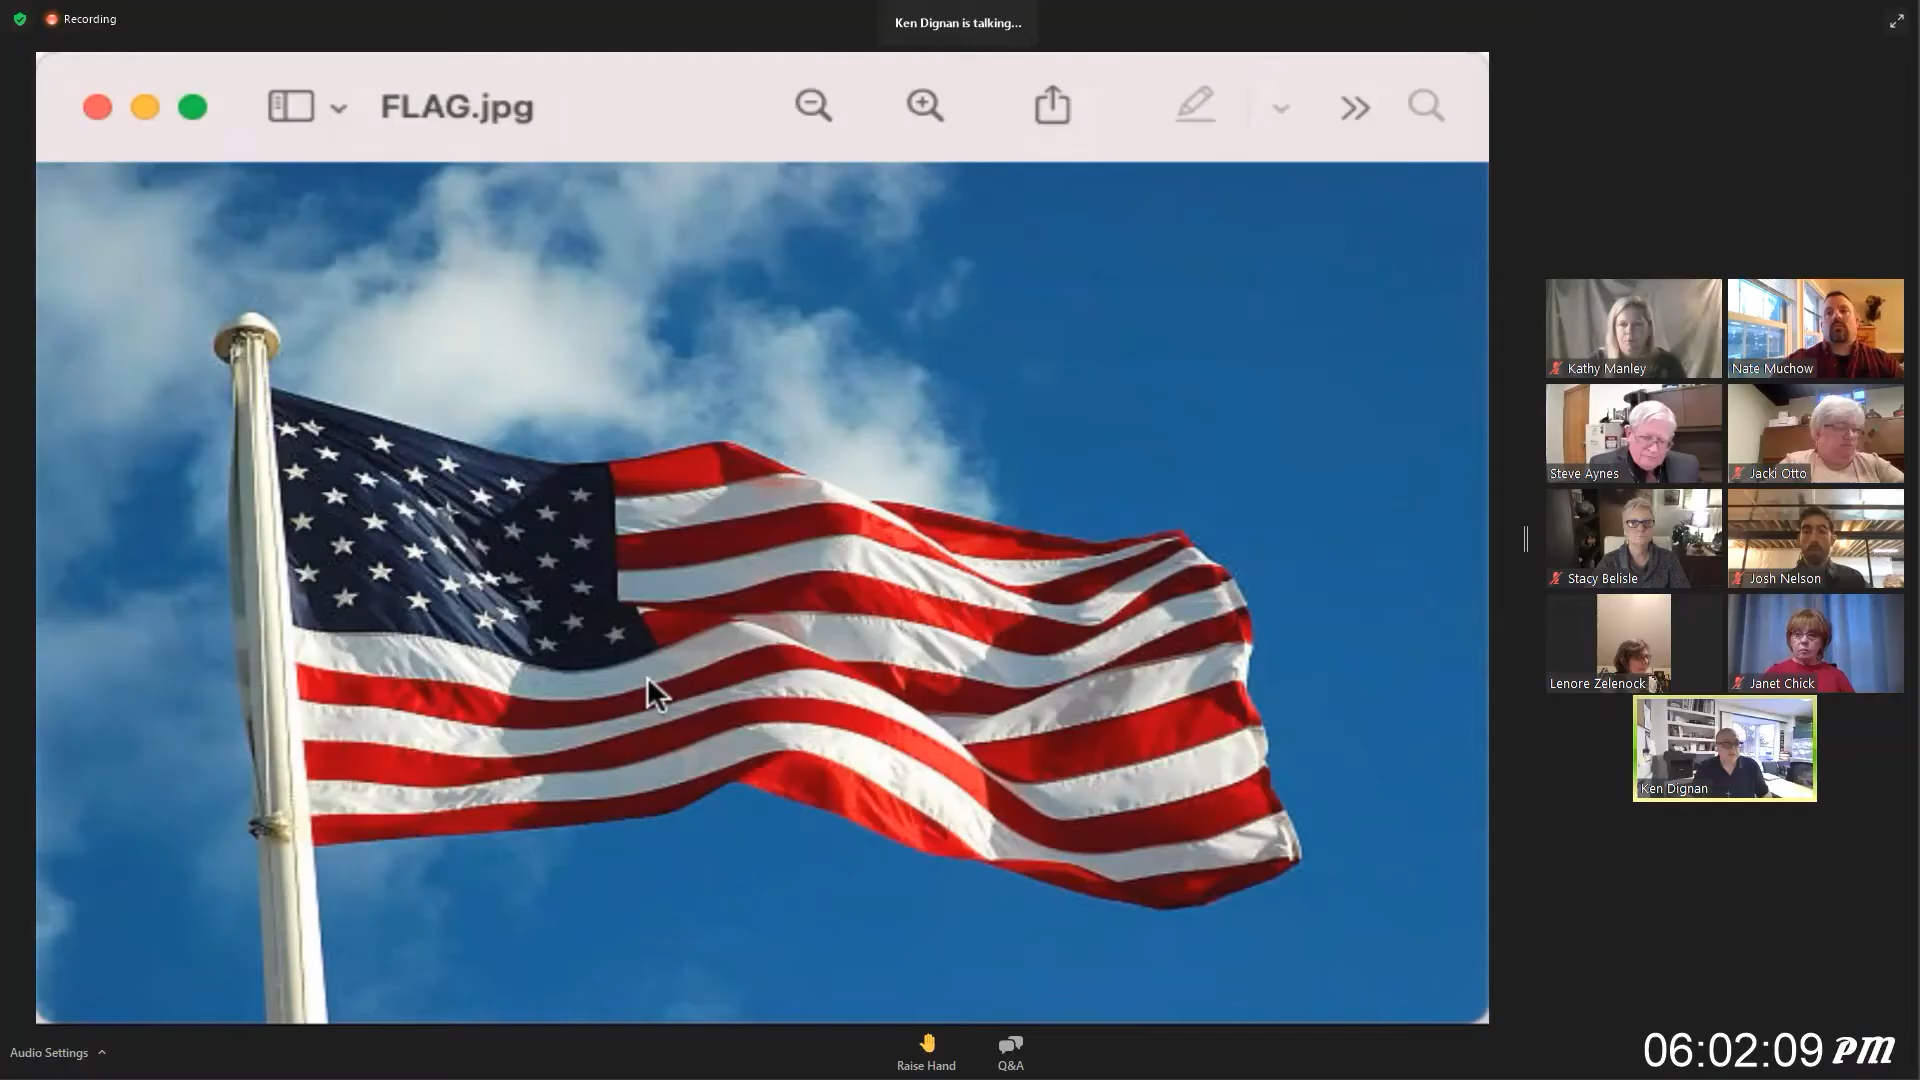 Recording
Ken Dignan is talking...
FLAG.jpg
Kathy Manley
Nate Muchow
Steve Aynes
Jacki Otto
Stacy Belisle
Josh Nelson
Lenore Zelenock
Janet Chick
Ken Dignan
Audio Settings
Raise Hand
Q&A
06:02:09 PM